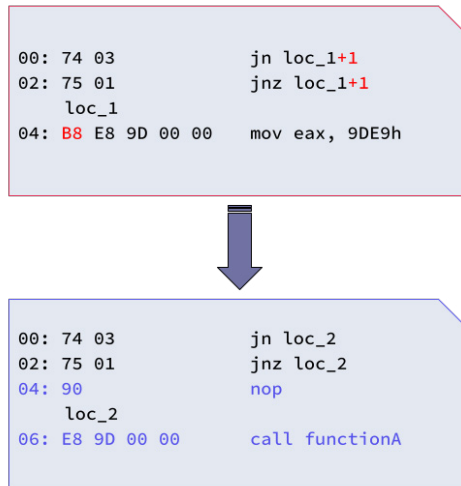 00: 74 03 jn loc_1+1
02: 75 01 jnz loc_1+1
loc_1
04: B8 E8 9D 00 00 mov eax, 9DE9h
00: 74 03 jn loc_2
02: 75 01 jnz loc_2
04: 90 nop
loc_2
06: E8 9D 00 00 call functionA